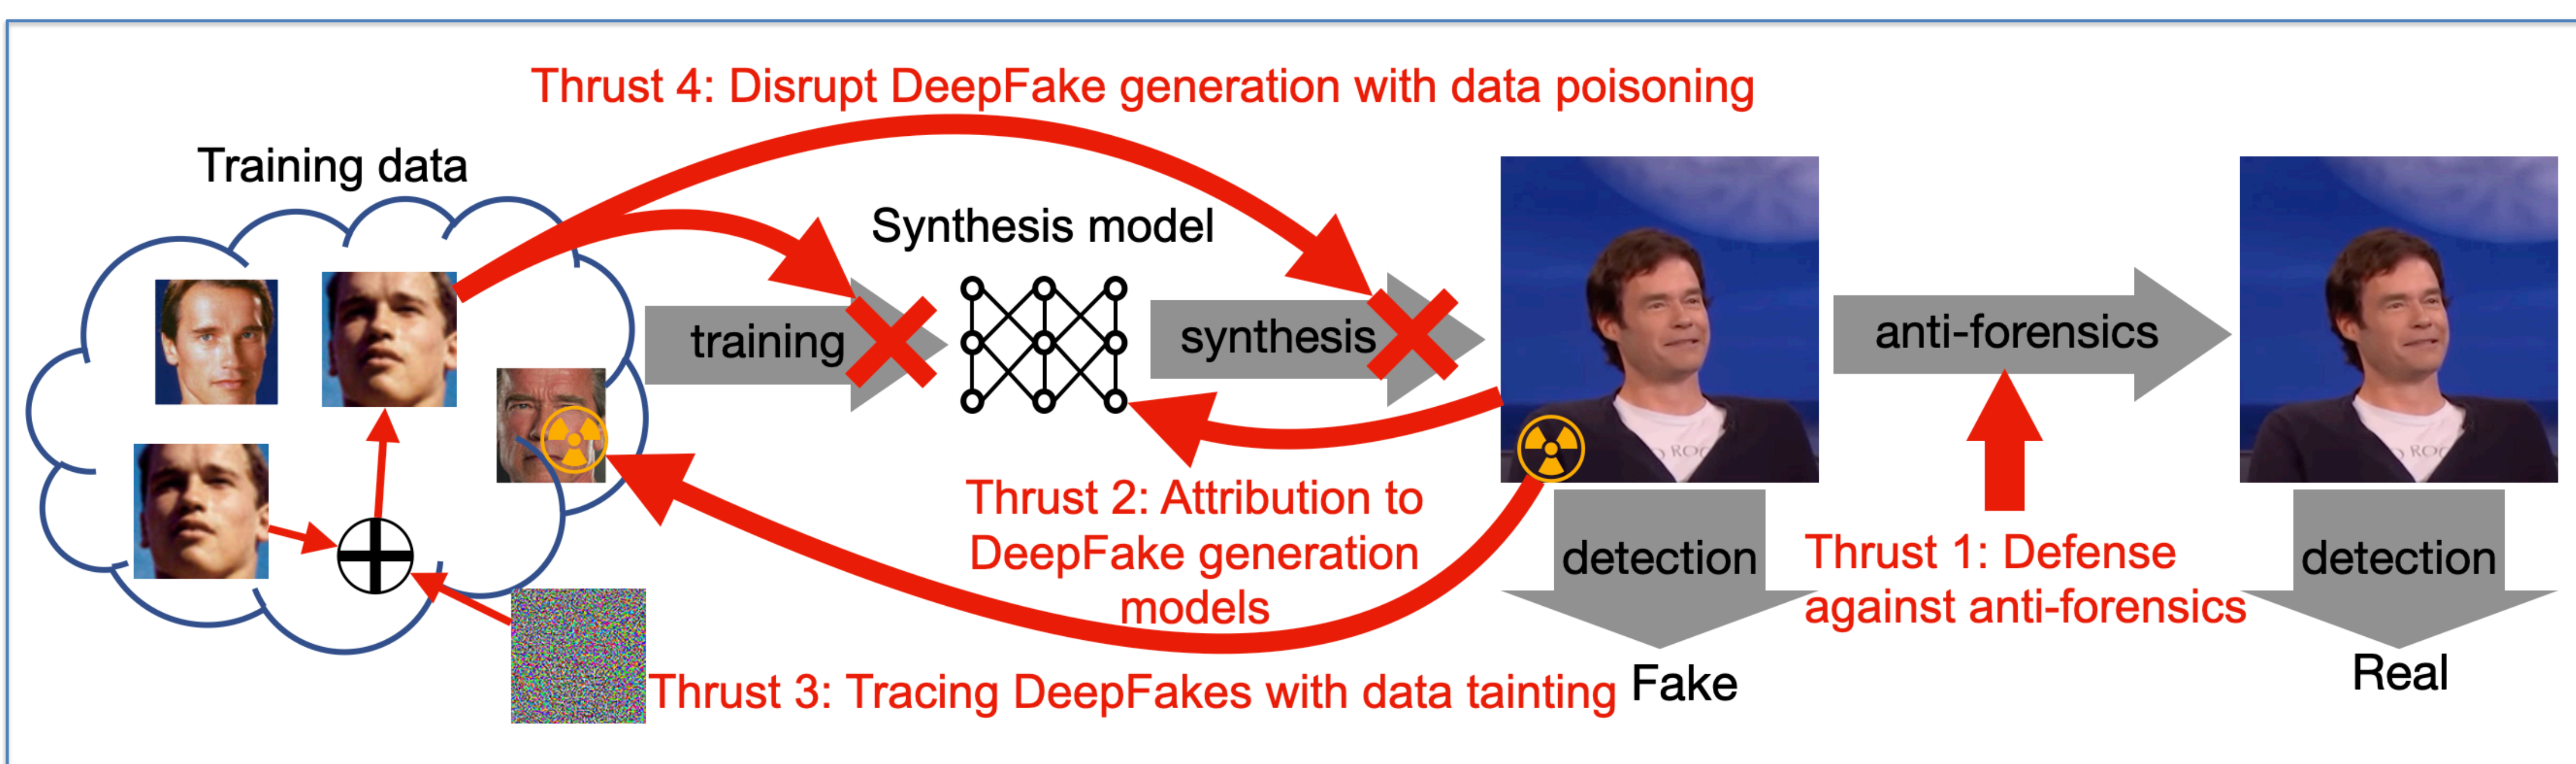 Thrust 4: Disrupt DeepFake generation with data poisoning
Training data
Synthesis model
training
synthesis
anti-forensics
Thrust 2: Attribution to
DeepFake generation
models
detection
Thrust 1: Defense
against anti-forensics
detection
Thrust 3: Tracing DeepFakes with data tainting
Fake
Real